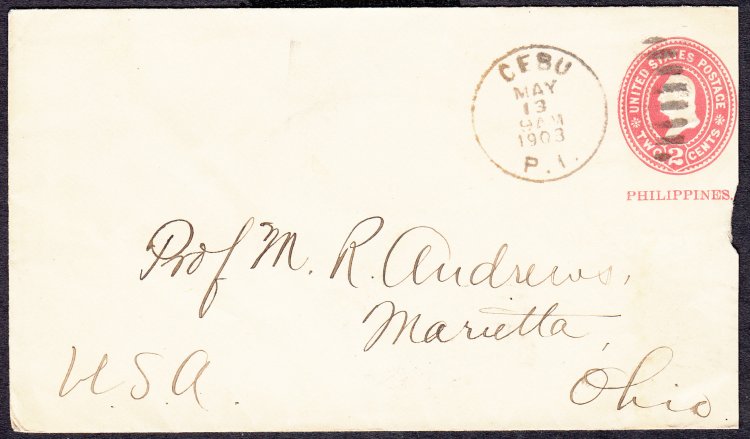 CEBU
MAY
13
9AM
1903
P. I.
UNITED STATES POSTAGE
TWO 2 CENTS
PHILIPPINES.
Prof M. R. Andrews,
Marietta,
Ohio
U.S.A.